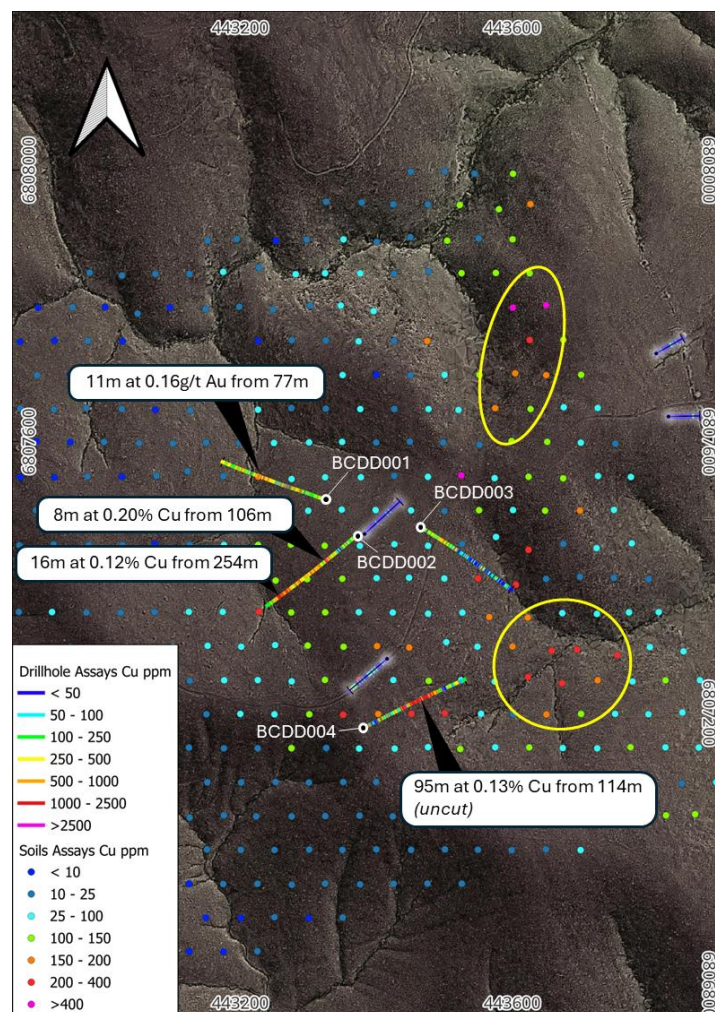 443200
443600
6808000
6808000
11m at 0.16g/t Au from 77m
6807600
6807600
BCDD001
BCDD003
8m at 0.20% Cu from 106m
BCDD002
16m at 0.12% Cu from 254m
Drillhole Assays Cu ppm
< 50
50 - 100
100 - 250
250 - 500
500 - 1000
1000 - 2500
>2500
Soils Assays Cu ppm
< 10
10 - 25
25 - 100
100 - 150
150 - 200
200 - 400
>400
6807200
BCDD004
95m at 0.13% Cu from 114m
(uncut)
6806800
443200
443600